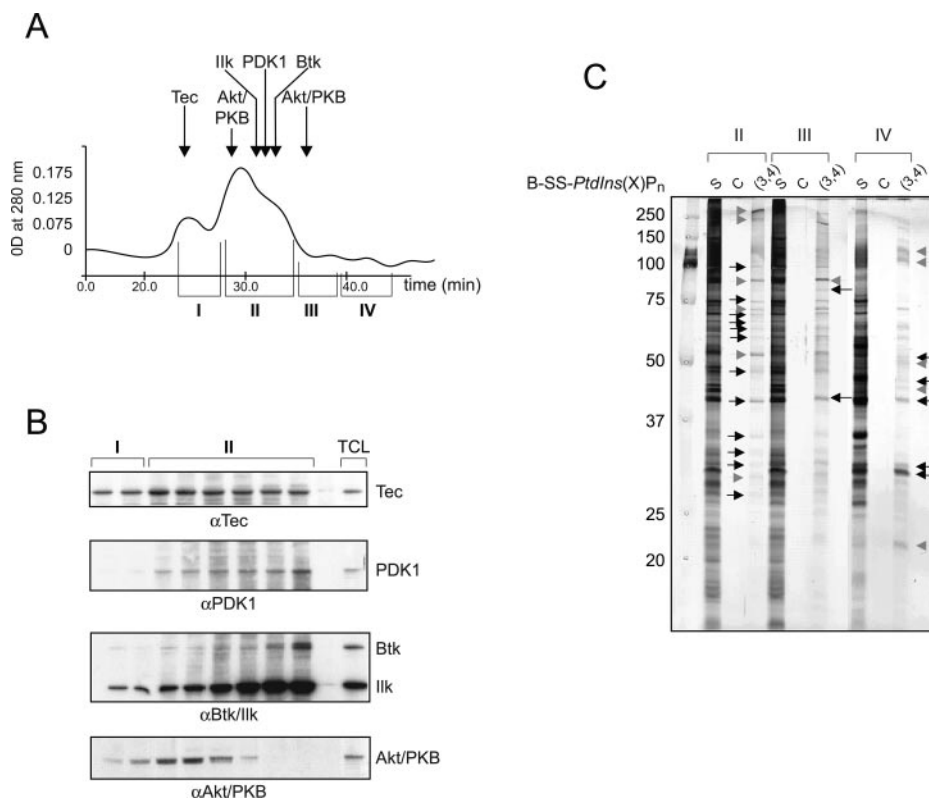 A
Ilk PDK1 Btk
Tec Akt/ Akt/PKB
PKB
0D at 280 nm
0.175
0.125
0.075
0
0.0 20.0 30.0 40.0 time (min)
I II III IV
B
I II TCL
Tec
αTec
PDK1
αPDK1
Btk
Ilk
αBtk/Ilk
Akt/PKB
αAkt/PKB
C
II III IV
B-SS-PtdIns(X)Pn S C (3,4) S C (3,4) S C (3,4)
250
150
100
75
50
37
25
20